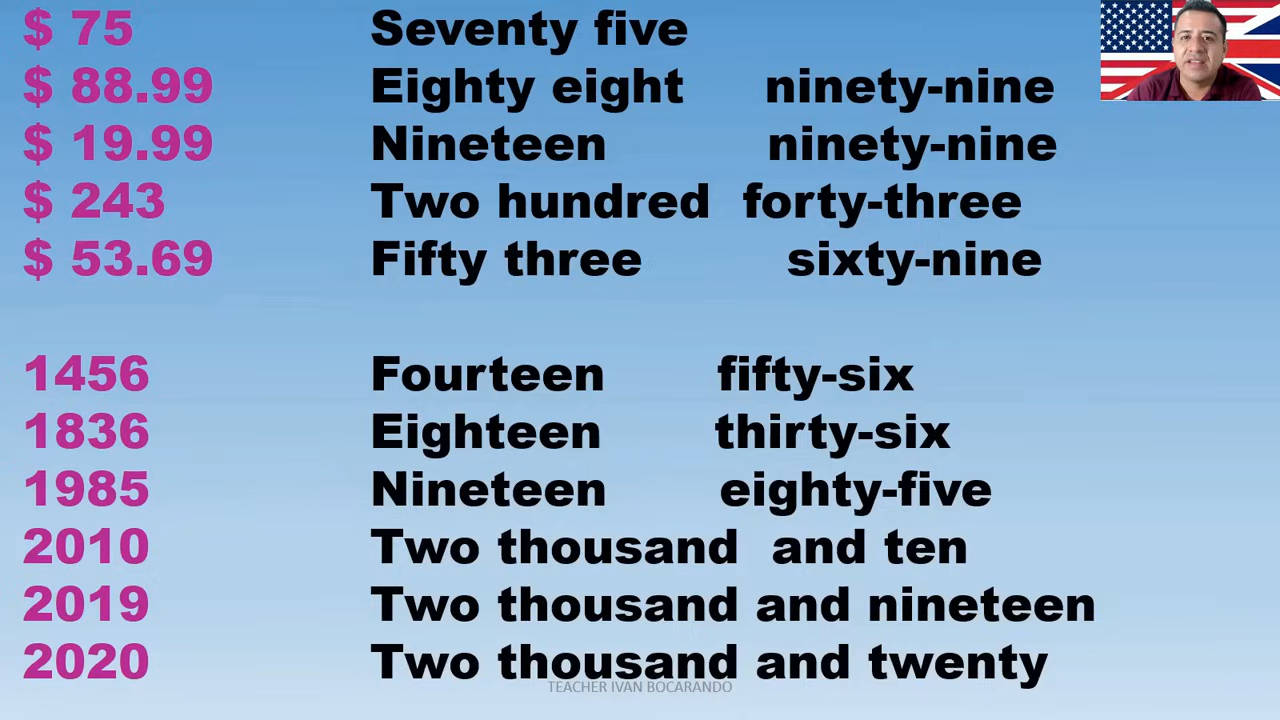 $ 75 Seventy five
$ 88.99 Eighty eight ninety-nine
$ 19.99 Nineteen ninety-nine
$ 243 Two hundred forty-three
$ 53.69 Fifty three sixty-nine
1456 Fourteen fifty-six
1836 Eighteen thirty-six
1985 Nineteen eighty-five
2010 Two thousand and ten
2019 Two thousand and nineteen
2020 Two thousand and twenty
TEACHER IVAN BOCARANDO